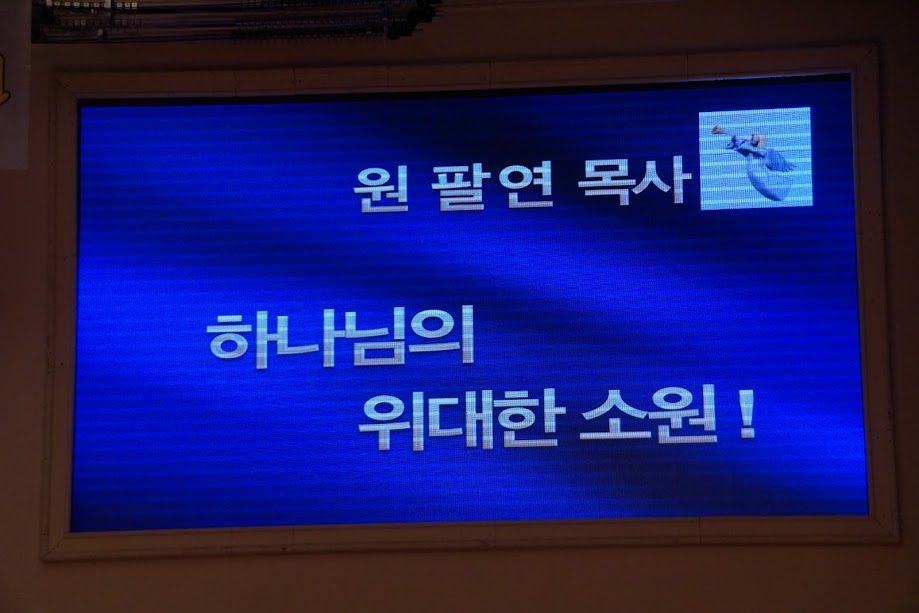 원 팔연 목사
하나님의
위대한 소원!